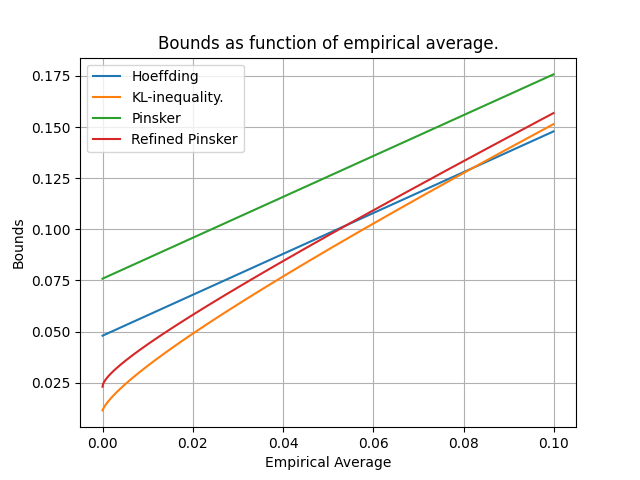 Bounds as function of empirical average.
Hoeffding
KL-inequality.
Pinsker
Refined Pinsker
0.175
0.150
0.125
0.100
0.075
0.050
0.025
Bounds
0.00 0.02 0.04 0.06 0.08 0.10
Empirical Average